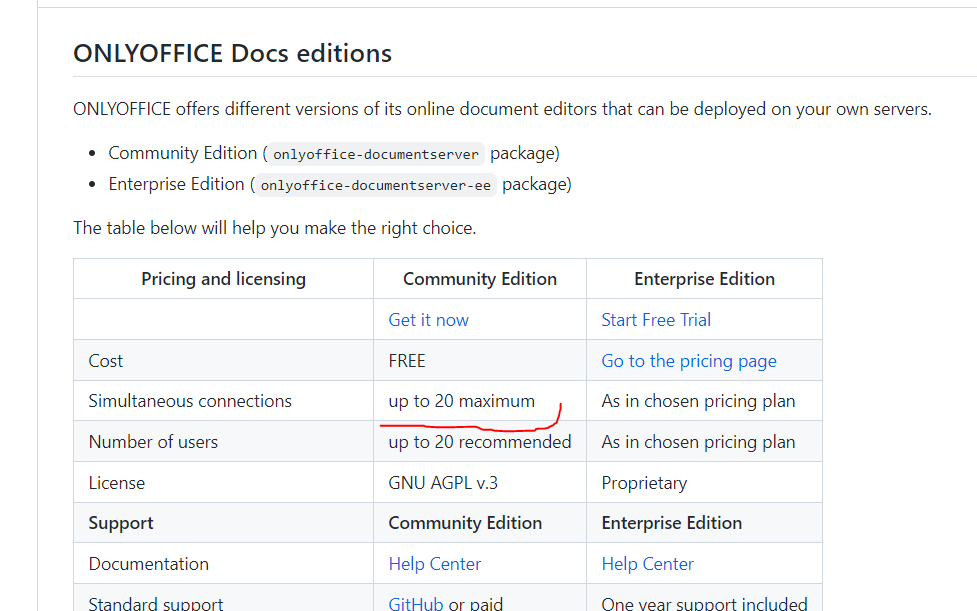 ONLYOFFICE Docs editions
ONLYOFFICE offers different versions of its online document editors that can be deployed on your own servers.
• Community Edition ( onlyoffice-documentserver package)
• Enterprise Edition ( onlyoffice-documentserver-ee package)
The table below will help you make the right choice.
Pricing and licensing Community Edition Enterprise Edition
Get it now Start Free Trial
Cost FREE Go to the pricing page
Simultaneous connections up to 20 maximum As in chosen pricing plan
Number of users up to 20 recommended As in chosen pricing plan
License GNU AGPL v.3 Proprietary
Support Community Edition Enterprise Edition
Documentation Help Center Help Center
Standard support GitHub or paid One year support included